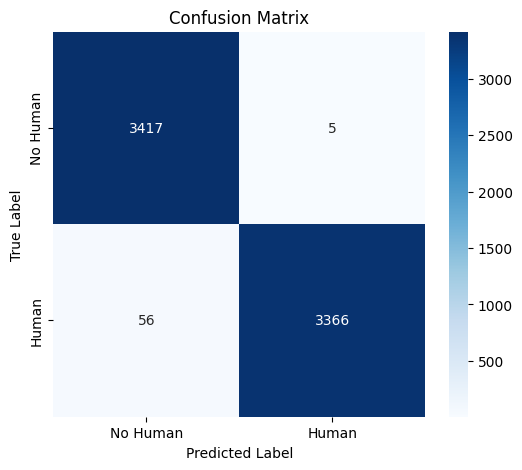 Confusion Matrix
No Human
Human
True Label
3417
5
56
3366
No Human
Human
Predicted Label
3000
2500
2000
1500
1000
500